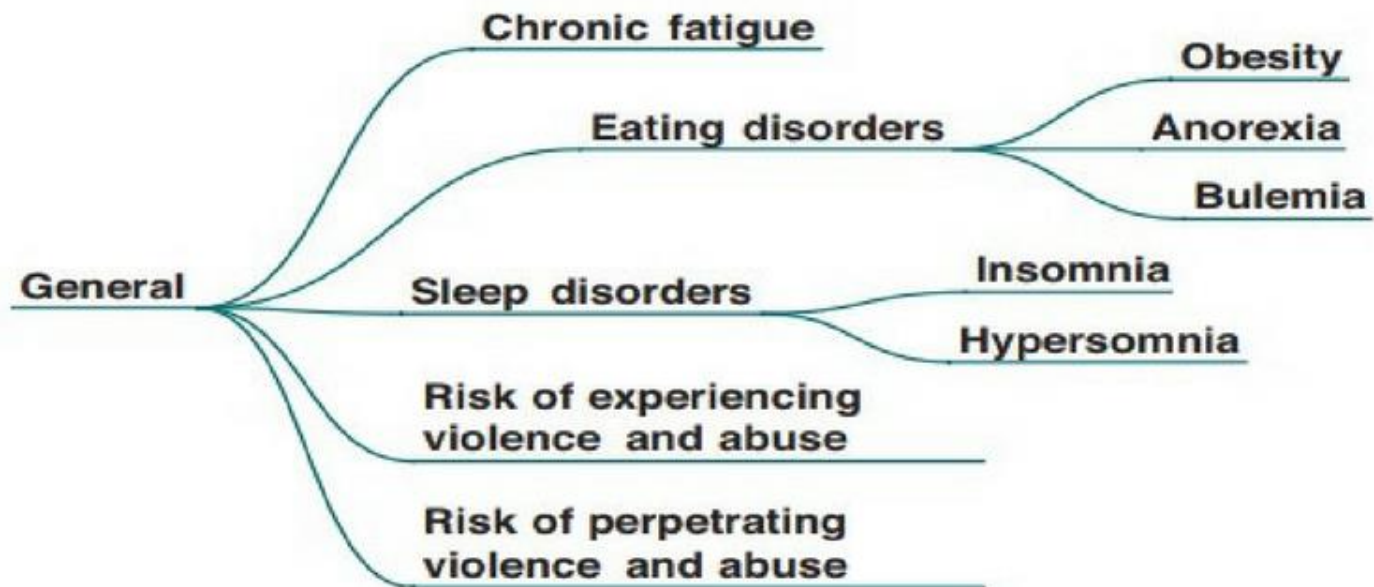 Chronic fatigue
Obesity
Eating disorders
Anorexia
Bulemia
General
Sleep disorders
Insomnia
Hypersomnia
Risk of experiencing
violence and abuse
Risk of perpetrating
violence and abuse